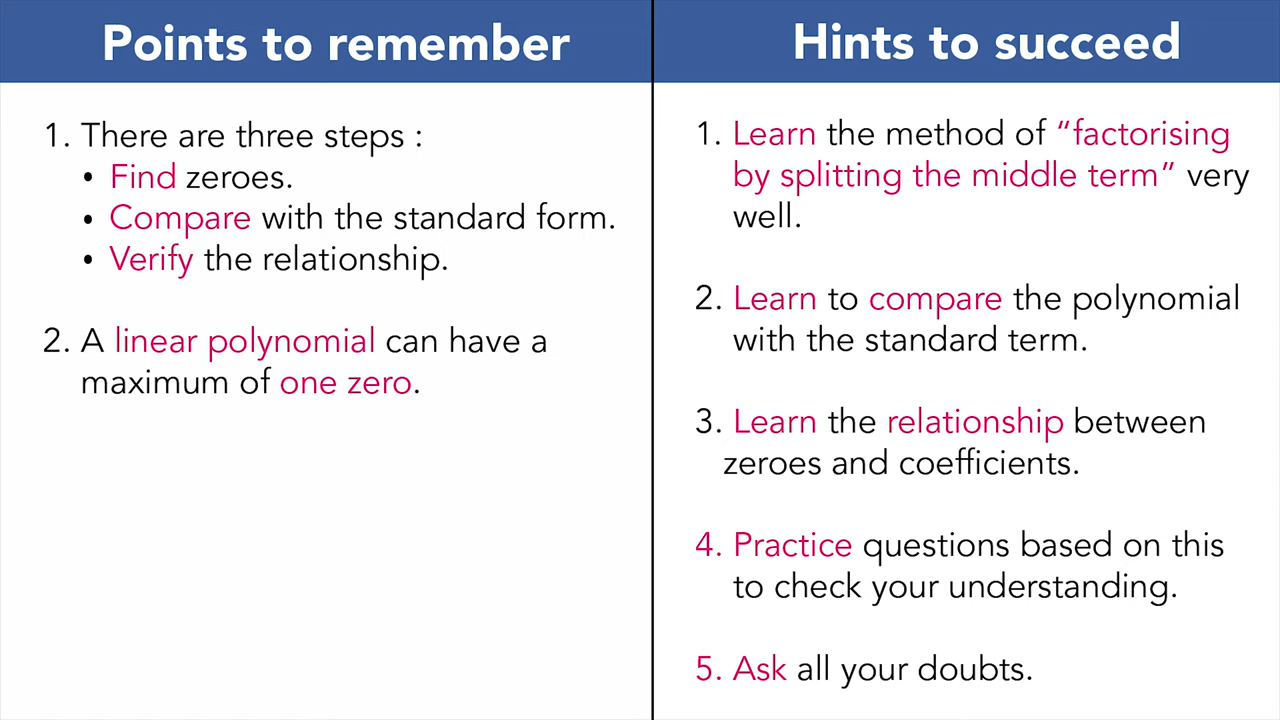 Points to remember
1. There are three steps :
• Find zeroes.
• Compare with the standard form.
• Verify the relationship.
2. A linear polynomial can have a
maximum of one zero.
Hints to succeed
1. Learn the method of “factorising
by splitting the middle term” very
well.
2. Learn to compare the polynomial
with the standard term.
3. Learn the relationship between
zeroes and coefficients.
4. Practice questions based on this
to check your understanding.
5. Ask all your doubts.